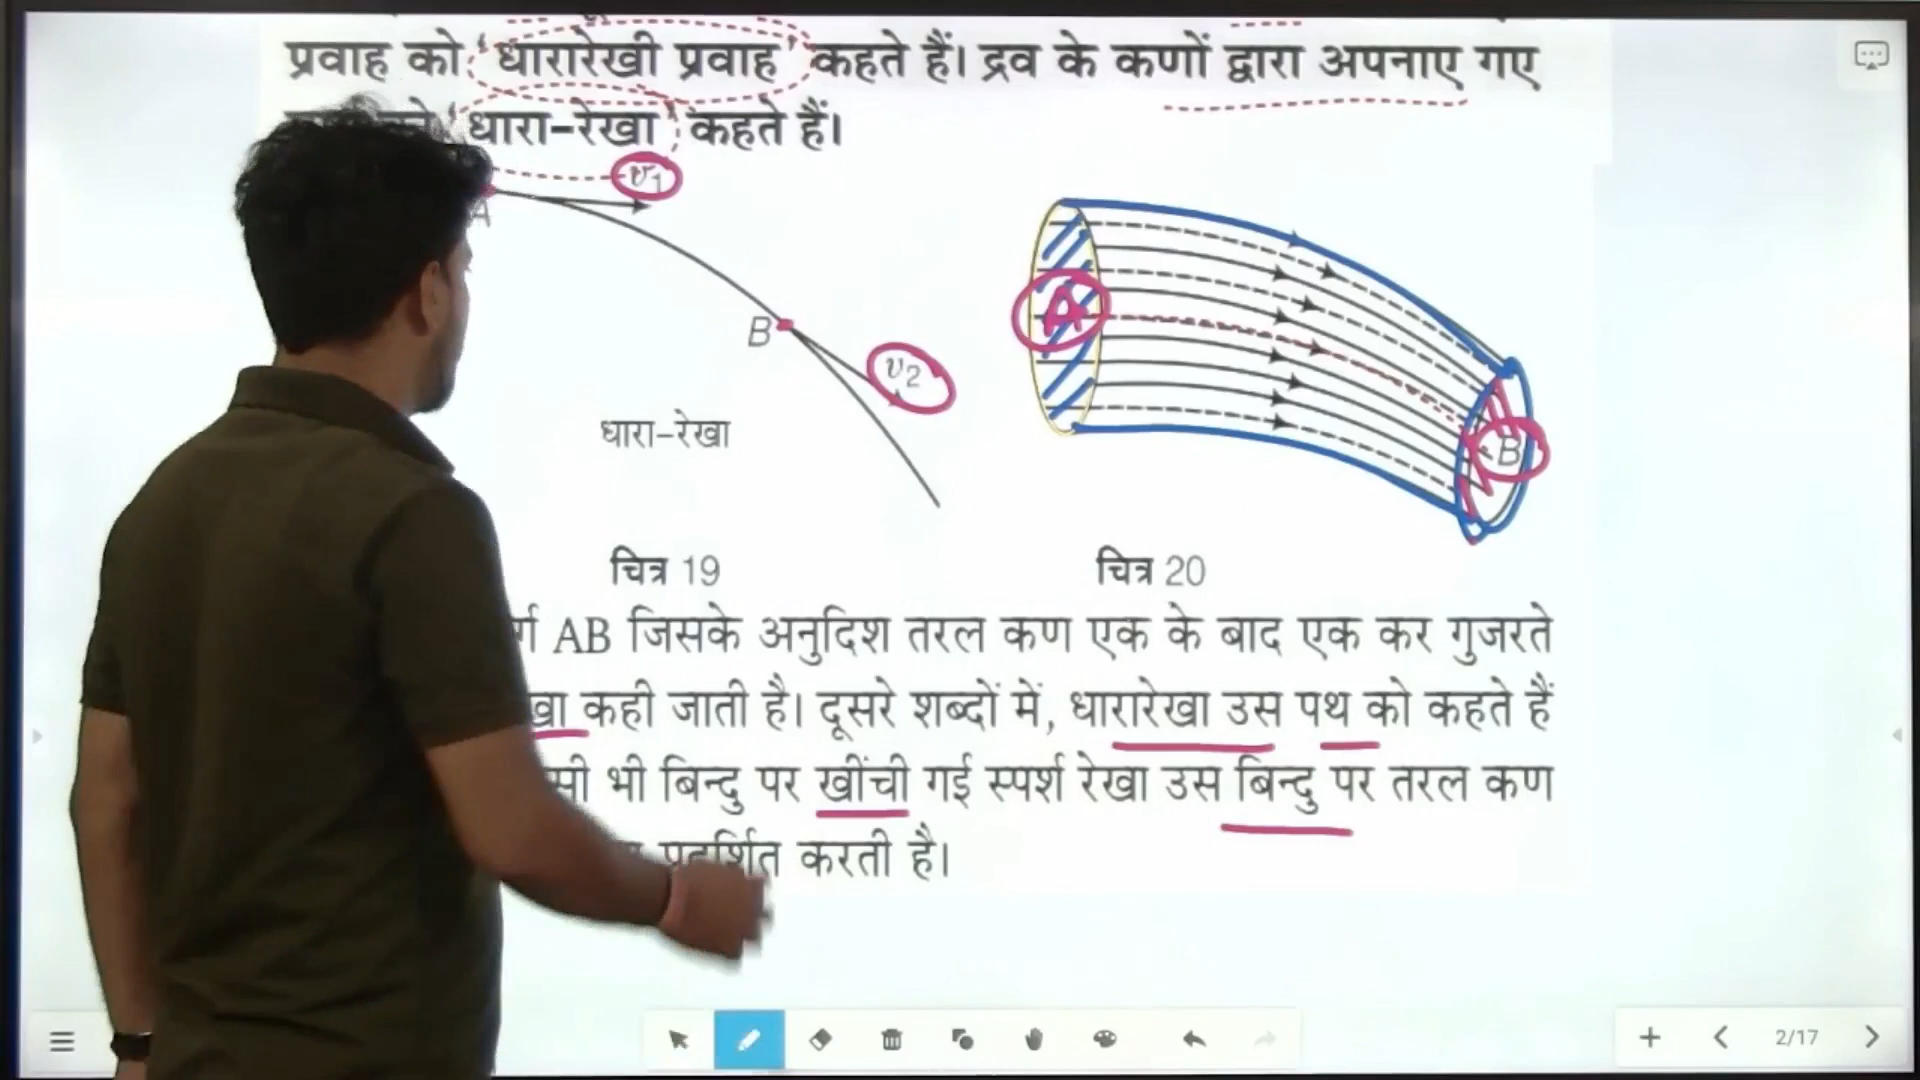 प्रवाह को ‘धारारेखी प्रवाह’ कहते हैं। द्रव के कणों द्वारा अपनाए गए
‘धारा-रेखा’ कहते हैं।
v1
A
A
B
v2
B
धारा-रेखा
चित्र 19
चित्र 20
AB जिसके अनुदिश तरल कण एक के बाद एक कर गुजरते
कही जाती है। दूसरे शब्दों में, धारारेखा उस पथ को कहते हैं
भी बिन्दु पर खींची गई स्पर्श रेखा उस बिन्दु पर तरल कण
प्रदर्शित करती है।
2/17